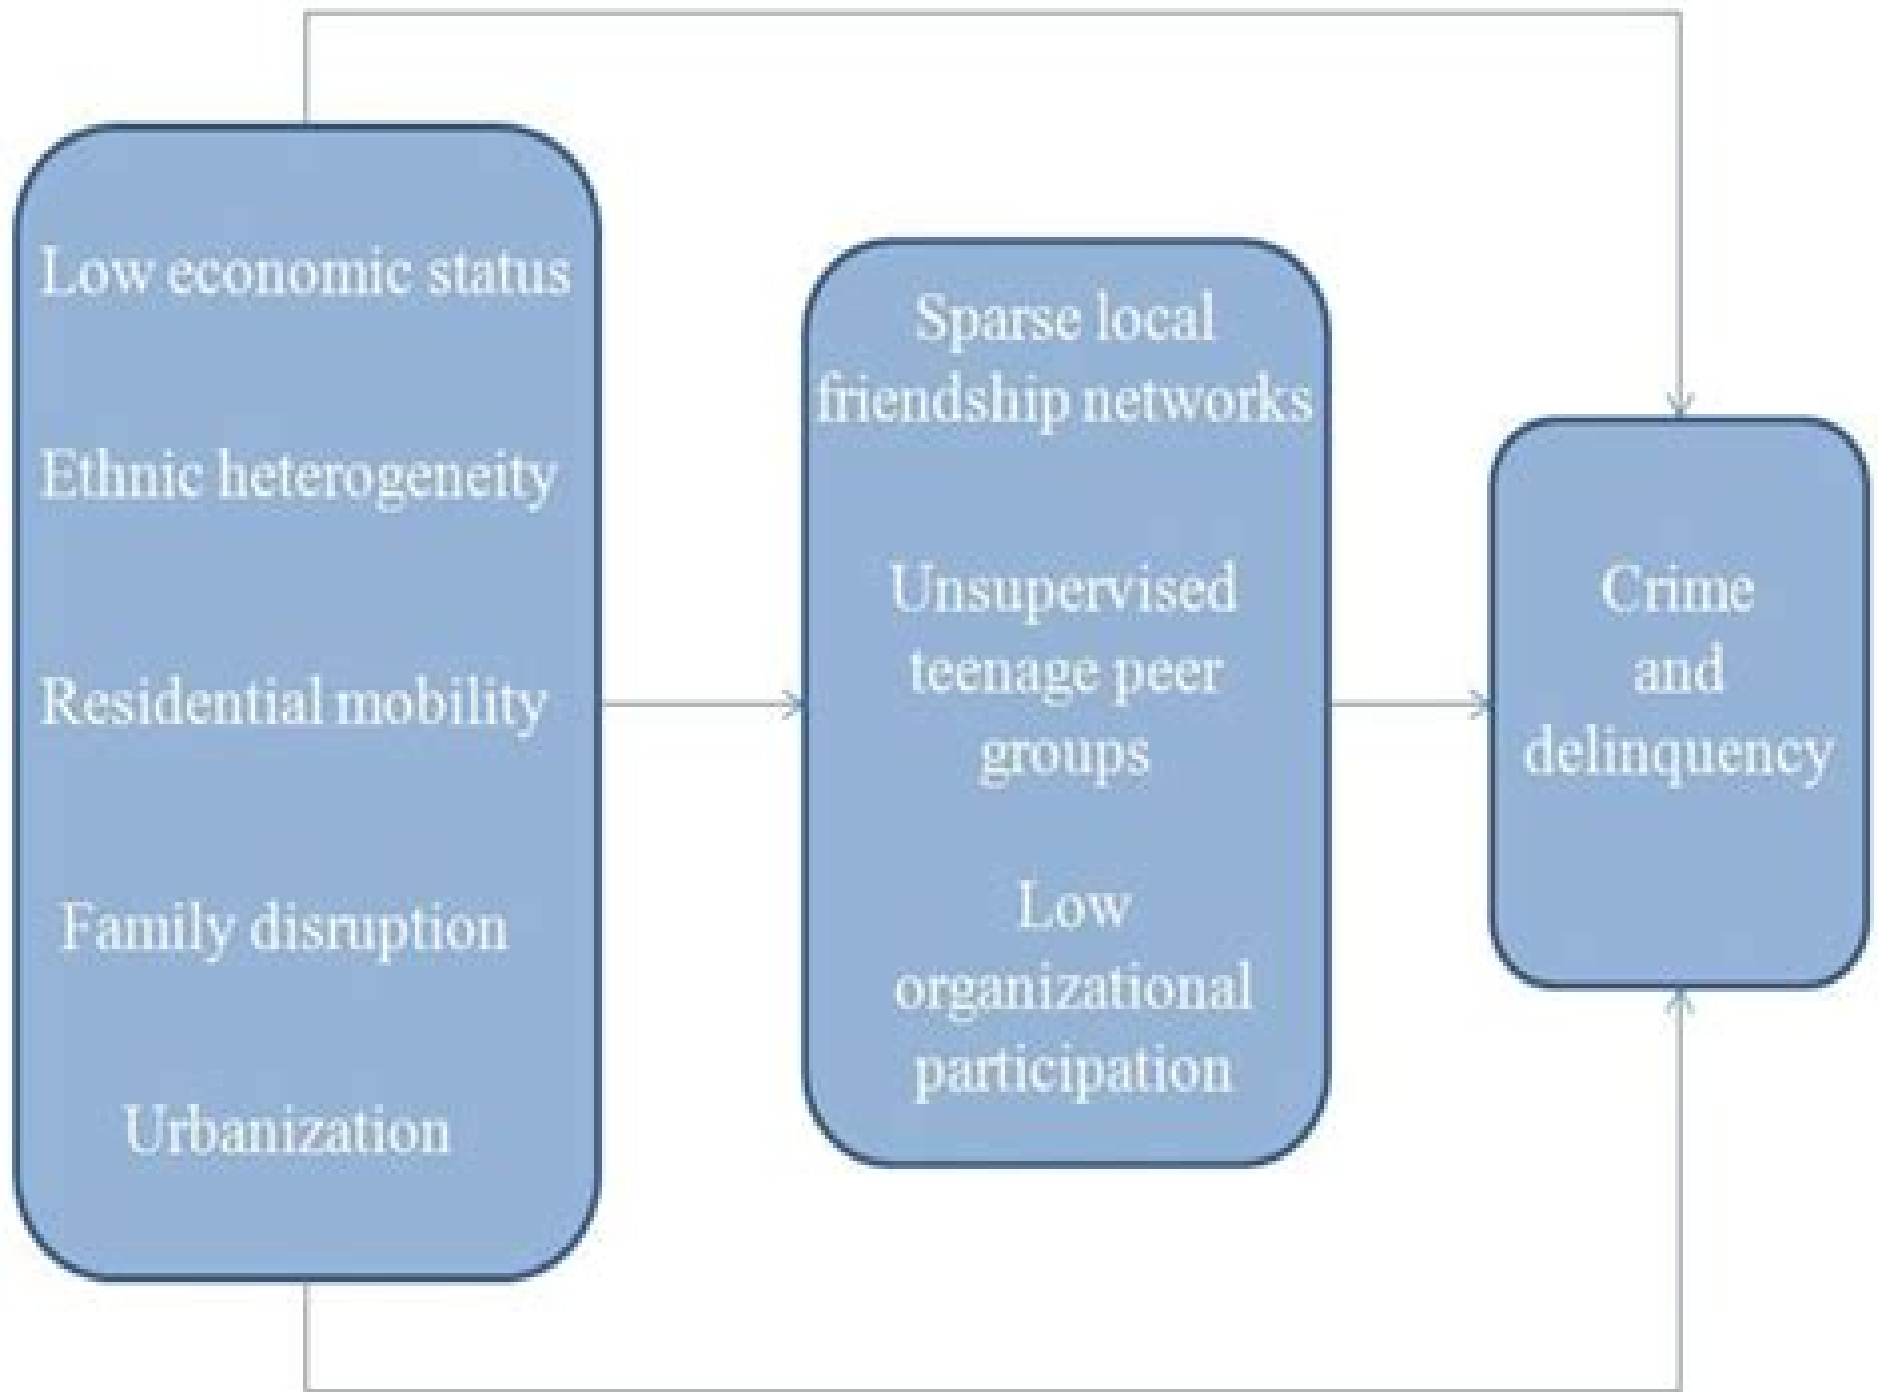 Low economic status
Ethnic heterogeneity
Residential mobility
Family disruption
Urbanization
Sparse local
friendship networks
Unsupervised
teenage peer
groups
Low
organizational
participation
Crime
and
delinquency